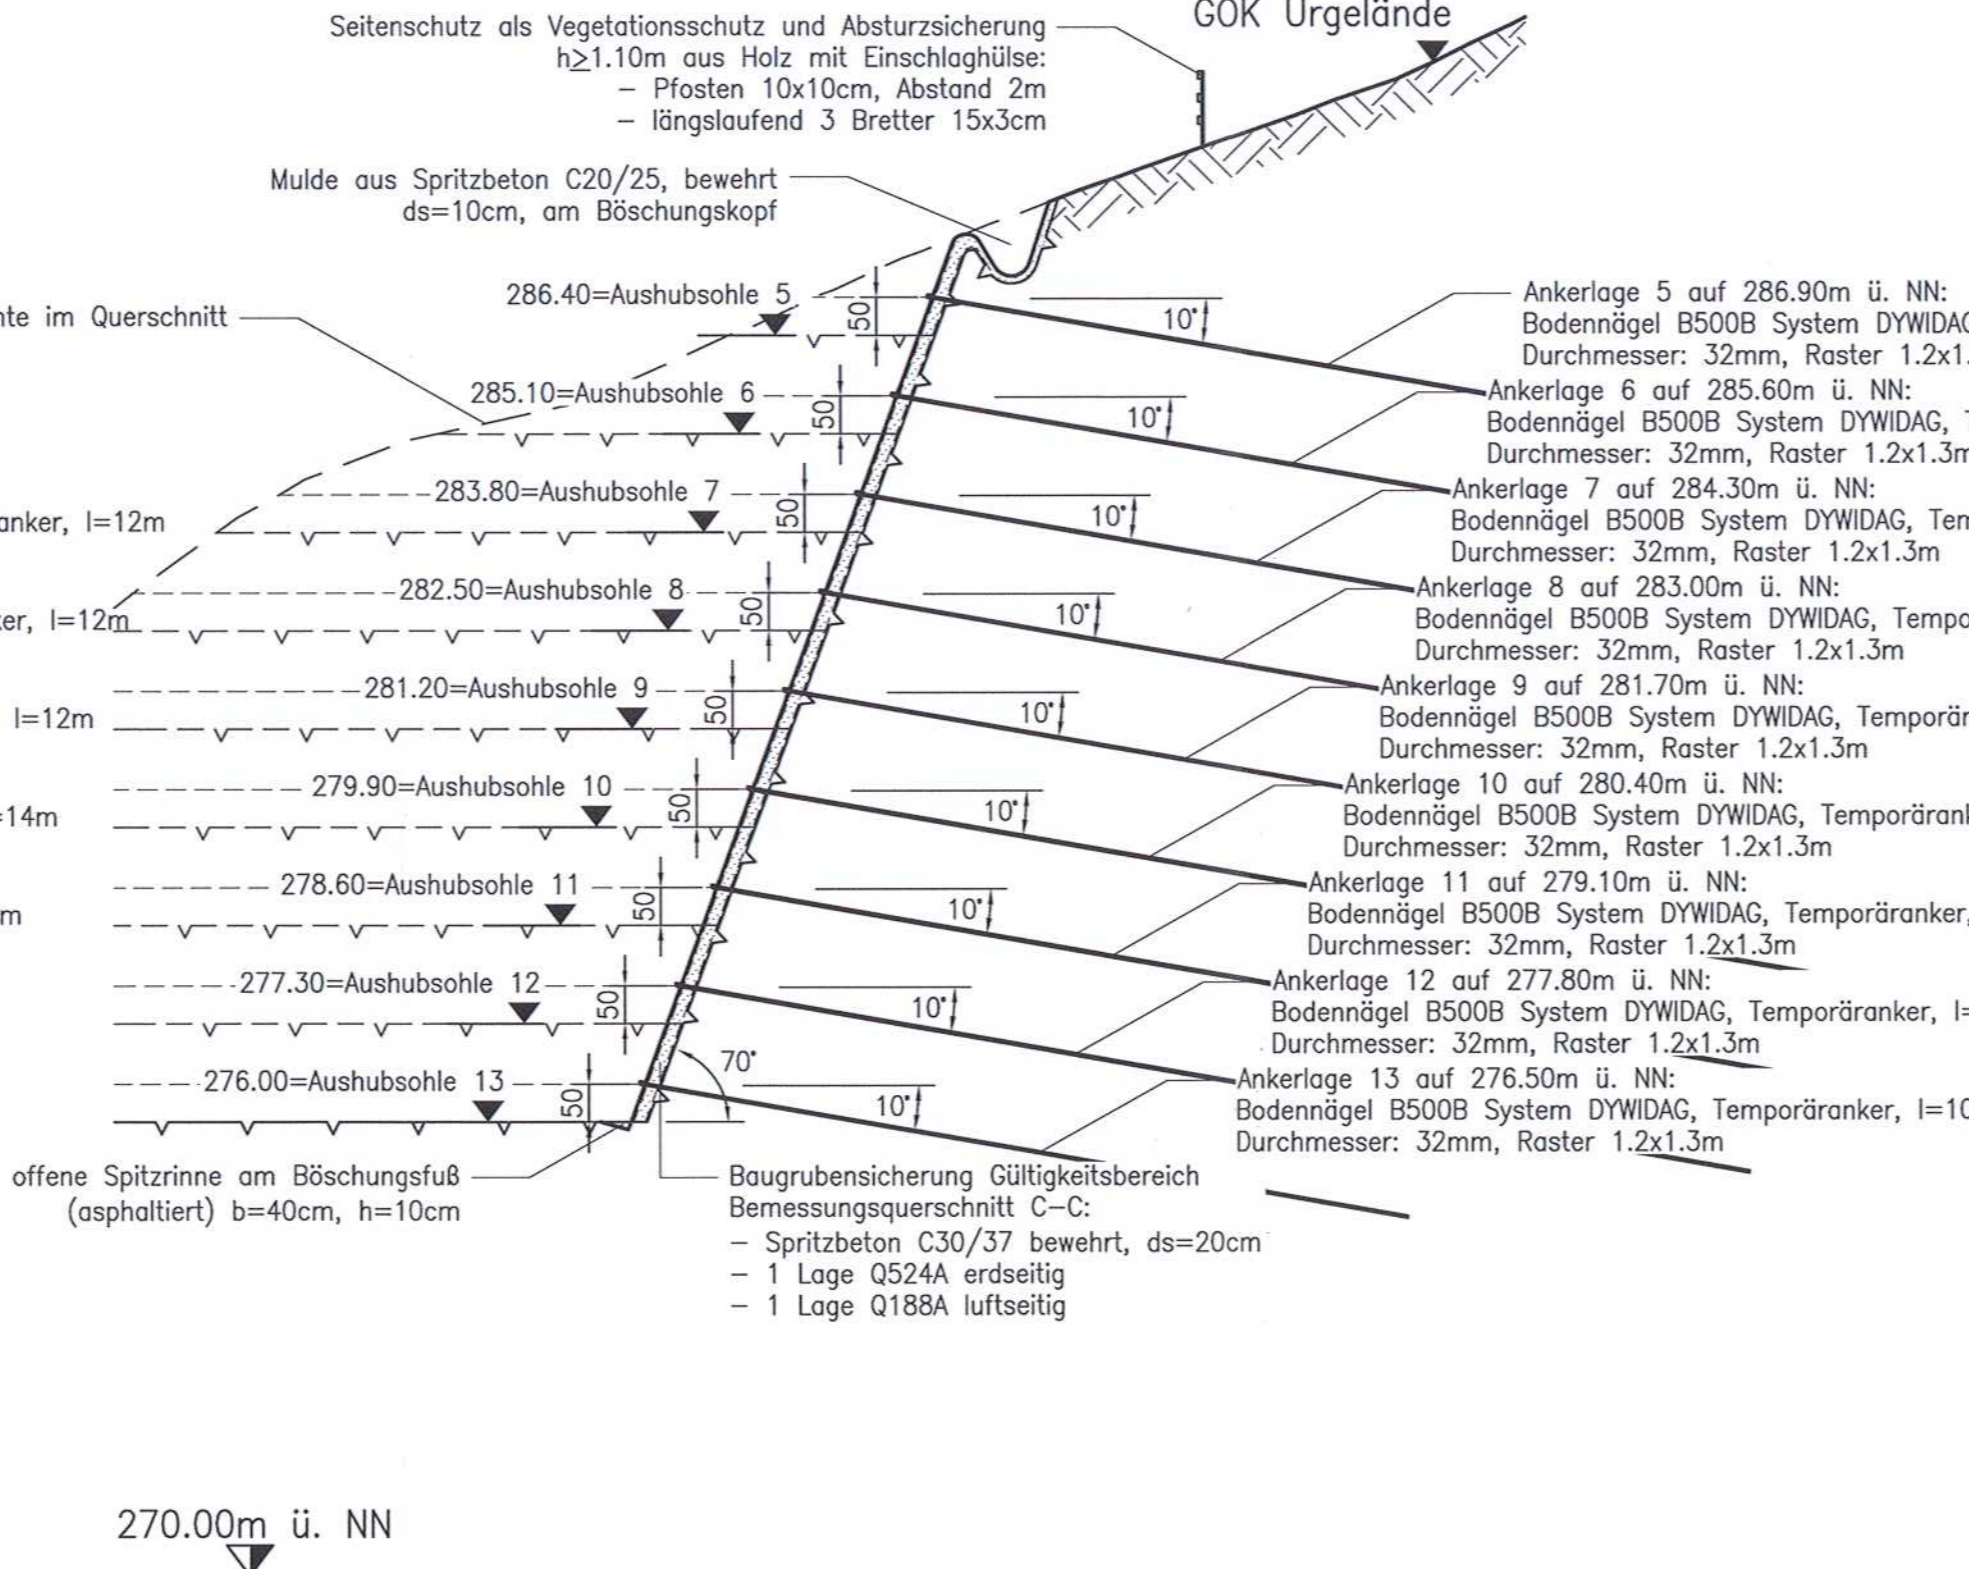 GOK Urgelände
Seitenschutz als Vegetationsschutz und Absturzsicherung
h≥1.10m aus Holz mit Einschlaghülse:
– Pfosten 10x10cm, Abstand 2m
– längslaufend 3 Bretter 15x3cm
Mulde aus Spritzbeton C20/25, bewehrt
ds=10cm, am Böschungskopf
im Querschnitt
286.40=Aushubsohle 5
50
10°
285.10=Aushubsohle 6
50
10°
283.80=Aushubsohle 7
50
10°
l=12m
282.50=Aushubsohle 8
50
10°
l=12m
281.20=Aushubsohle 9
50
10°
l=12m
279.90=Aushubsohle 10
50
10°
=14m
278.60=Aushubsohle 11
50
10°
m
277.30=Aushubsohle 12
50
10°
276.00=Aushubsohle 13
50
70°
10°
Ankerlage 5 auf 286.90m ü. NN:
Bodennägel B500B System DYWIDAG
Durchmesser: 32mm, Raster 1.2x1.
Ankerlage 6 auf 285.60m ü. NN:
Bodennägel B500B System DYWIDAG,
Durchmesser: 32mm, Raster 1.2x1.3m
Ankerlage 7 auf 284.30m ü. NN:
Bodennägel B500B System DYWIDAG, Tem
Durchmesser: 32mm, Raster 1.2x1.3m
Ankerlage 8 auf 283.00m ü. NN:
Bodennägel B500B System DYWIDAG, Tempo
Durchmesser: 32mm, Raster 1.2x1.3m
Ankerlage 9 auf 281.70m ü. NN:
Bodennägel B500B System DYWIDAG, Temporär
Durchmesser: 32mm, Raster 1.2x1.3m
Ankerlage 10 auf 280.40m ü. NN:
Bodennägel B500B System DYWIDAG, Temporärank
Durchmesser: 32mm, Raster 1.2x1.3m
Ankerlage 11 auf 279.10m ü. NN:
Bodennägel B500B System DYWIDAG, Temporäranker,
Durchmesser: 32mm, Raster 1.2x1.3m
Ankerlage 12 auf 277.80m ü. NN:
Bodennägel B500B System DYWIDAG, Temporäranker, l=
Durchmesser: 32mm, Raster 1.2x1.3m
Ankerlage 13 auf 276.50m ü. NN:
Bodennägel B500B System DYWIDAG, Temporäranker, l=10
Durchmesser: 32mm, Raster 1.2x1.3m
offene Spitzrinne am Böschungsfuß
(asphaltiert) b=40cm, h=10cm
Baugrubensicherung Gültigkeitsbereich
Bemessungsquerschnitt C–C:
– Spritzbeton C30/37 bewehrt, ds=20cm
– 1 Lage Q524A erdseitig
– 1 Lage Q188A luftseitig
270.00m ü. NN